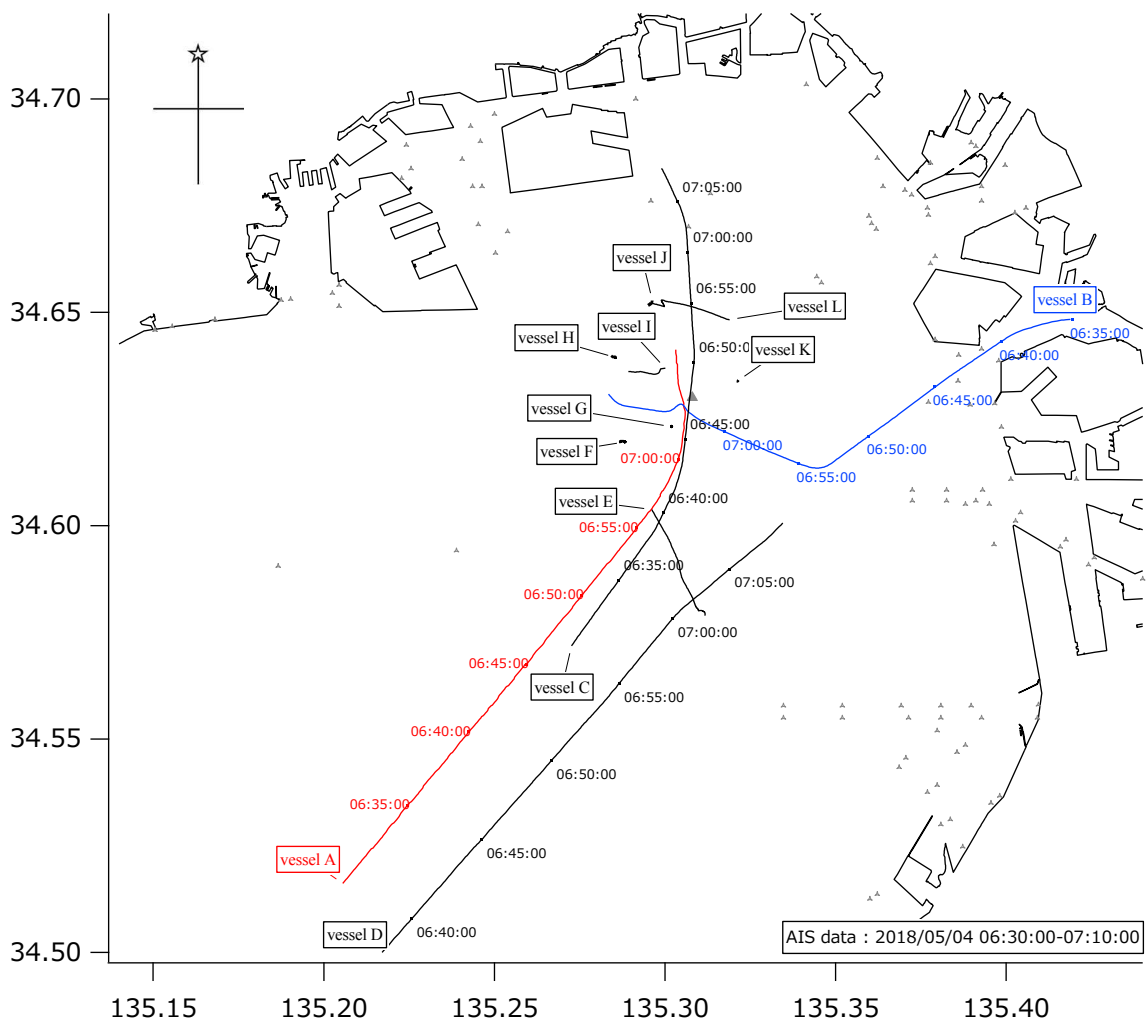 34.70
07:05:00
07:00:00
vessel J
06:55:00
34.65
vessel B
vessel L
06:35:00
vessel I
vessel H
06:50:0
vessel K
06:40:00
06:45:00
vessel G
06:45:00
vessel F
07:00:00
07:00:00
06:50:00
06:55:00
vessel E
06:40:00
34.60
06:55:00
06:35:00
07:05:00
06:50:00
07:00:00
06:45:00
vessel C
06:55:00
34.55
06:40:00
06:50:00
06:35:00
06:45:00
vessel A
vessel D
06:40:00
AIS data : 2018/05/04 06:30:00-07:10:00
34.50
135.15 135.20 135.25 135.30 135.35 135.40